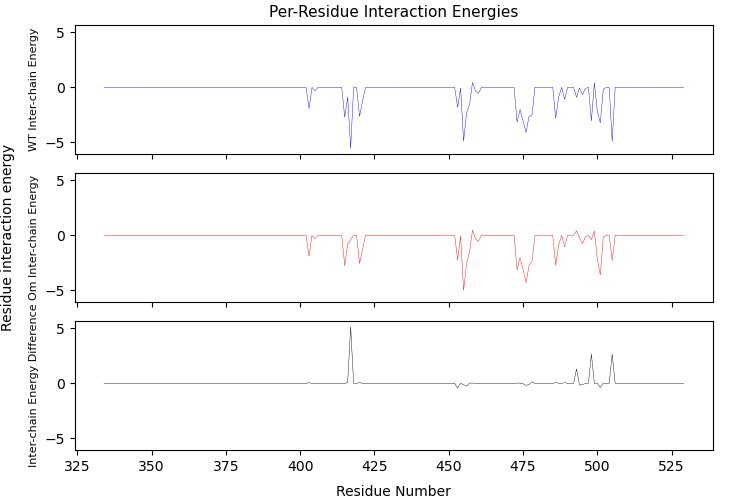 Per-Residue Interaction Energies
Residue interaction energy
WT Inter-chain Energy
5
0
−5
Om Inter-chain Energy
5
0
−5
Inter-chain Energy Difference
5
0
−5
325 350 375 400 425 450 475 500 525
Residue Number